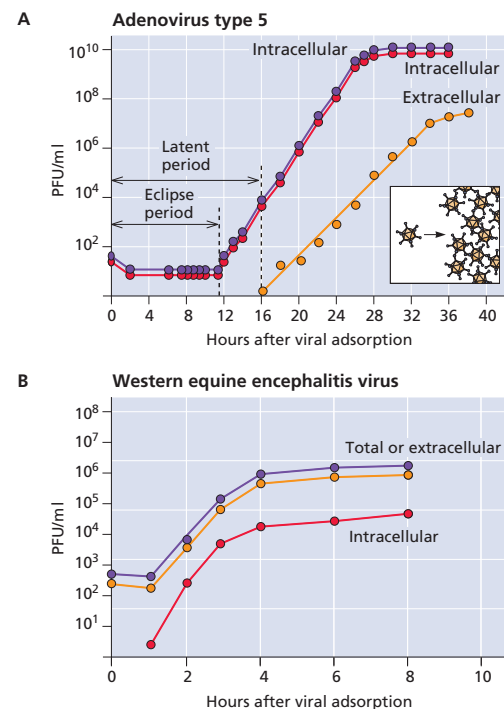 A Adenovirus type 5
10^10
10^8
10^6
10^4
10^2
PFU/ml
Intracellular
Intracellular
Extracellular
Latent
period
Eclipse
period
0 4 8 12 16 20 24 28 32 36 40
Hours after viral adsorption
B Western equine encephalitis virus
10^8
10^7
10^6
10^5
10^4
10^3
10^2
10^1
PFU/ml
Total or extracellular
Intracellular
0 2 4 6 8 10
Hours after viral adsorption